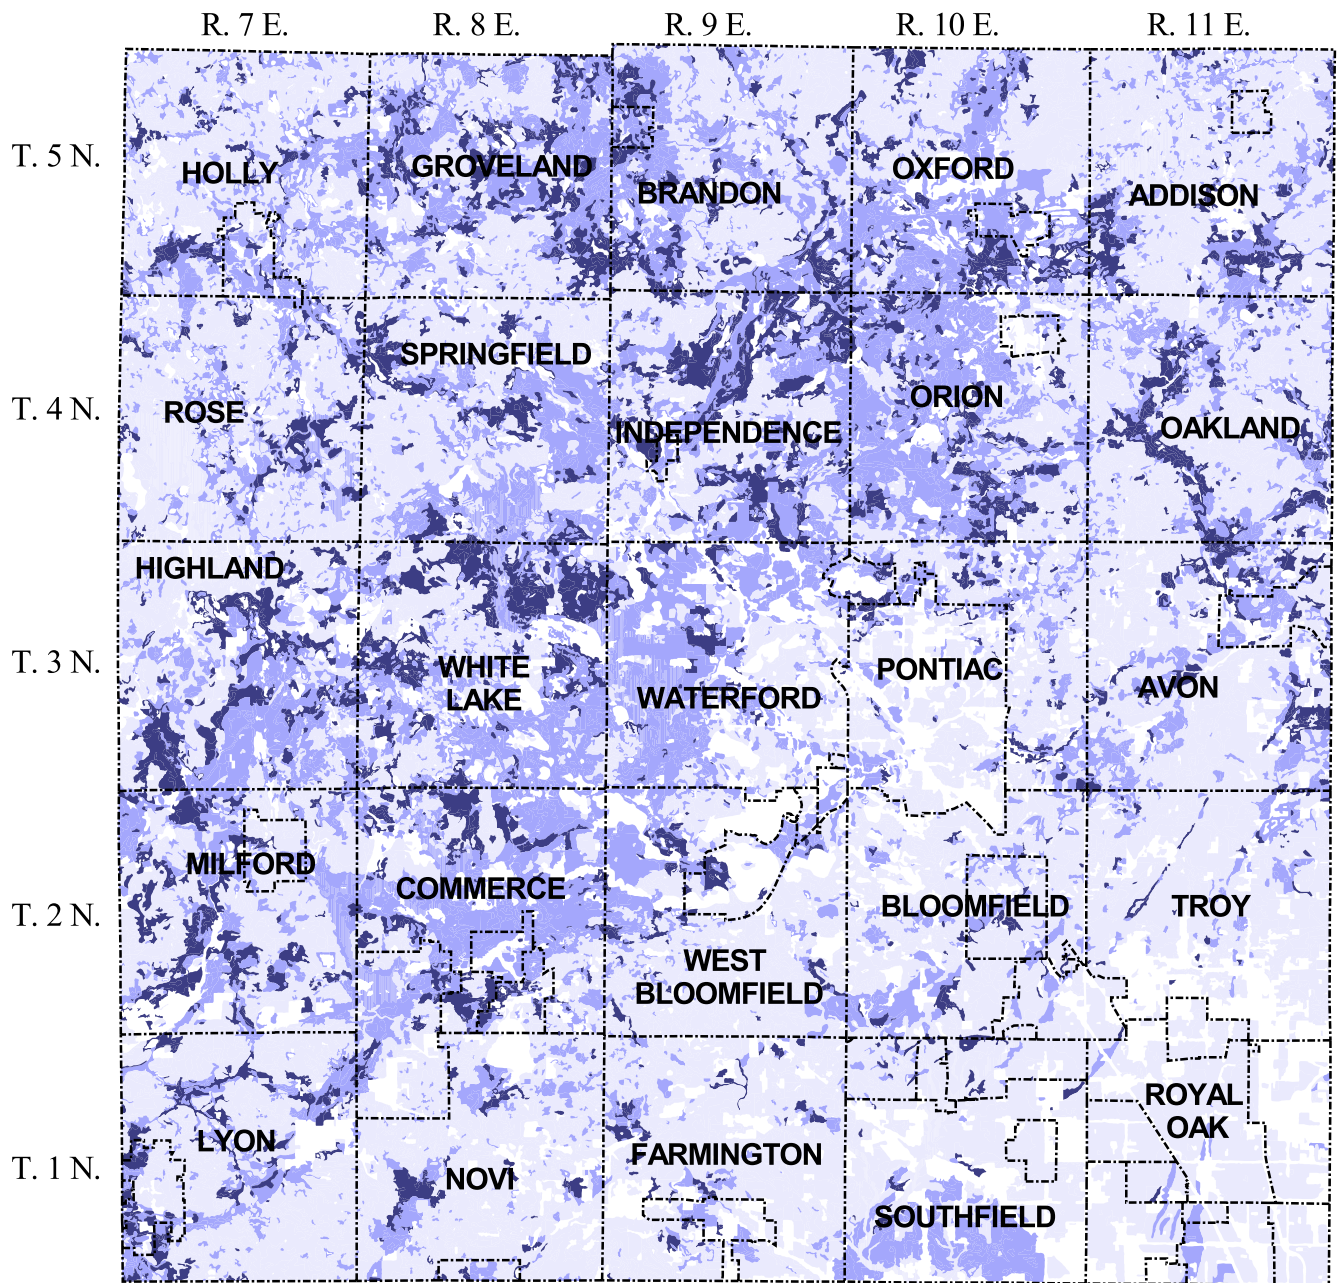 R. 7 E.
R. 8 E.
R. 9 E.
R. 10 E.
R. 11 E.
T. 5 N.
HOLLY
GROVELAND
BRANDON
OXFORD
ADDISON
T. 4 N.
ROSE
SPRINGFIELD
INDEPENDENCE
ORION
OAKLAND
T. 3 N.
HIGHLAND
WHITE
LAKE
WATERFORD
PONTIAC
AVON
T. 2 N.
MILFORD
COMMERCE
WEST
BLOOMFIELD
BLOOMFIELD
TROY
T. 1 N.
LYON
NOVI
FARMINGTON
SOUTHFIELD
ROYAL
OAK